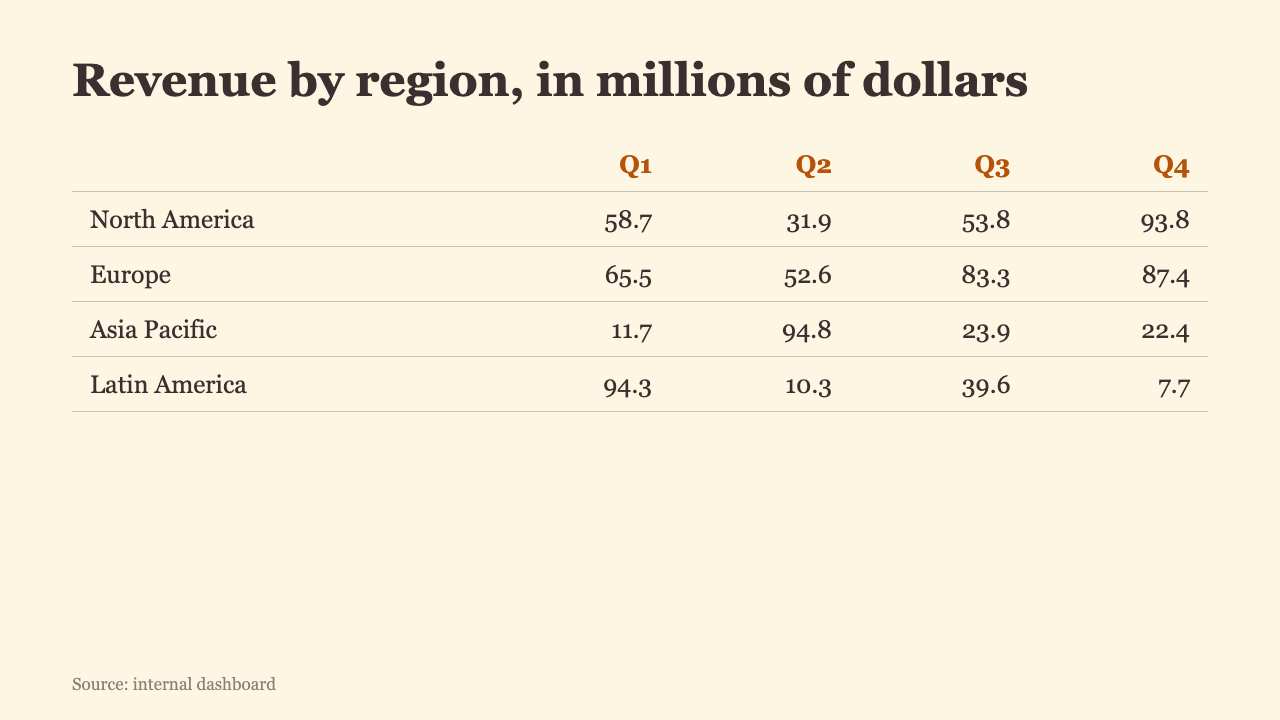 Revenue by region, in millions of dollars
Q1 Q2 Q3 Q4
North America 58.7 31.9 53.8 93.8
Europe 65.5 52.6 83.3 87.4
Asia Pacific 11.7 94.8 23.9 22.4
Latin America 94.3 10.3 39.6 7.7
Source: internal dashboard